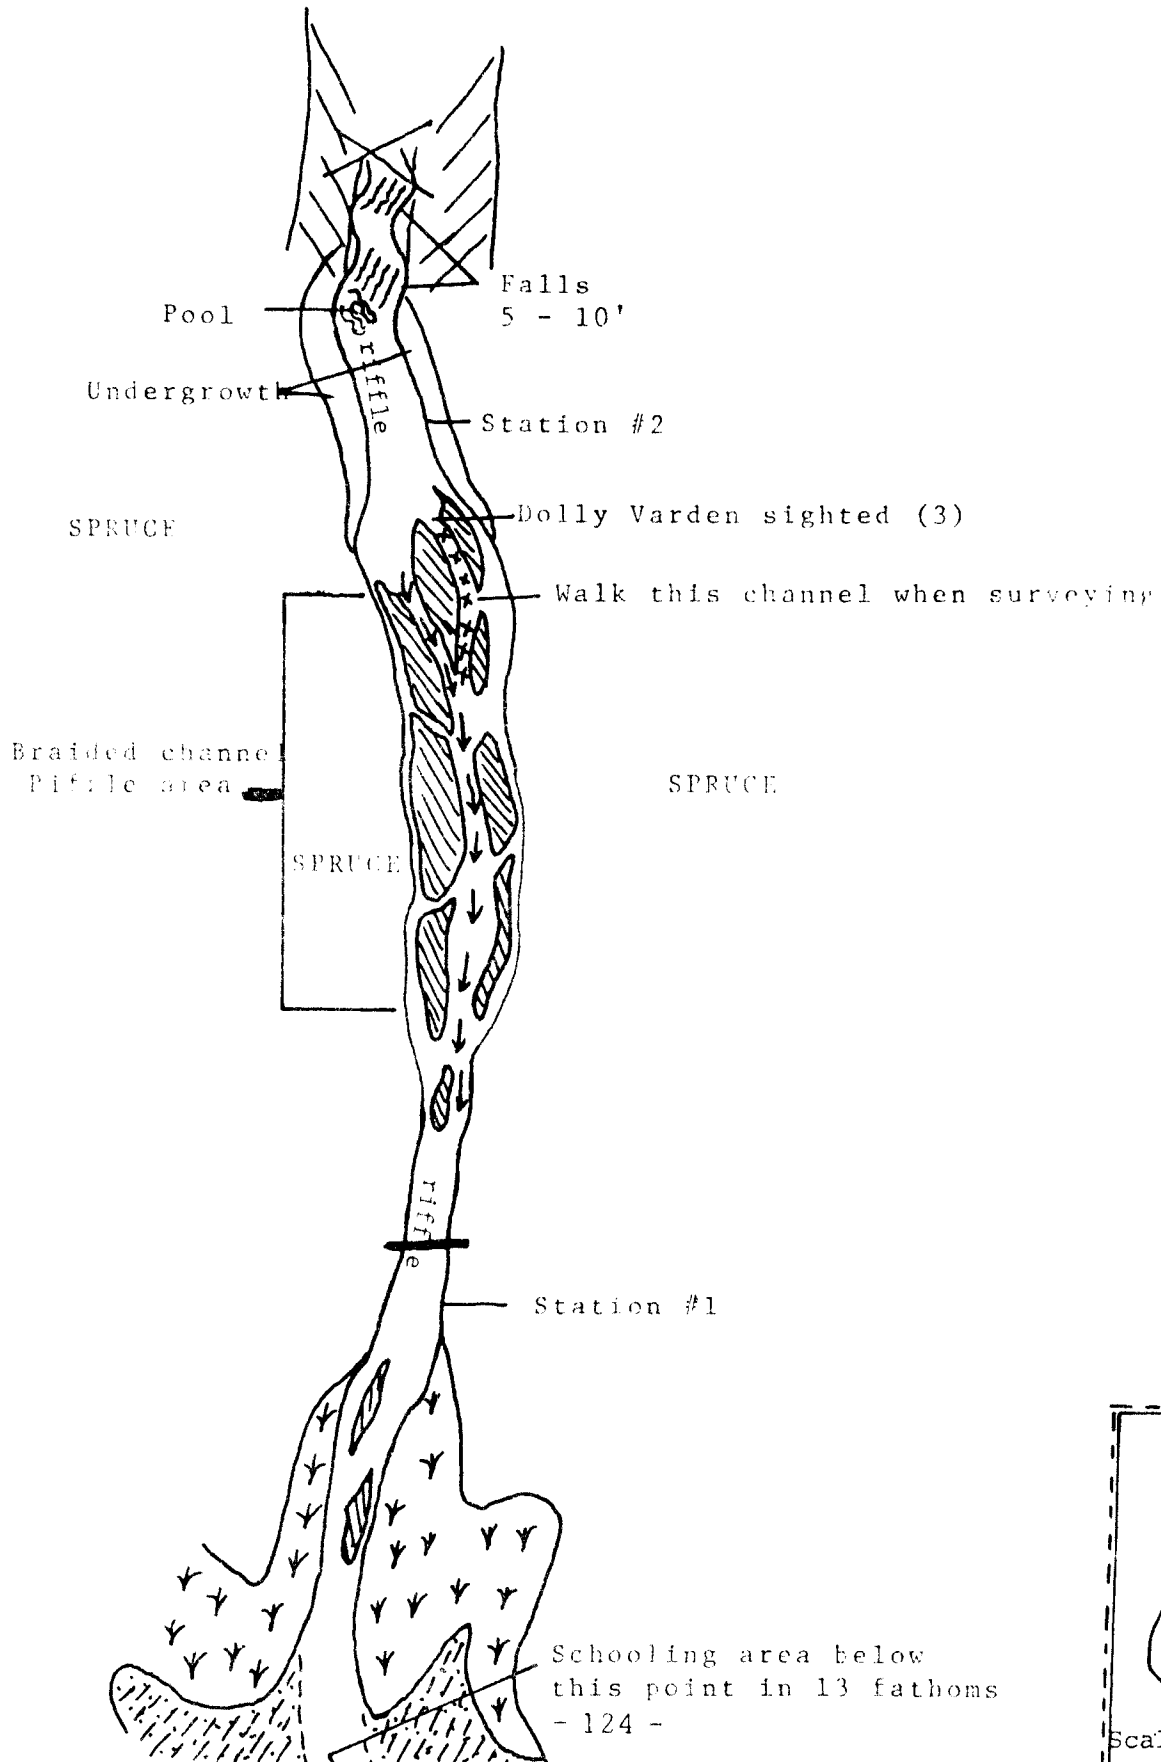 Falls
5 - 10'
Pool
riffle
Undergrowth
Station #2
Dolly Varden sighted (3)
SPRUCE
Walk this channel when surveying
Braided channel
Riffle area
SPRUCE
SPRUCE
riffle
Station #1
Schooling area below
this point in 13 fathoms
- 124 -
Scal